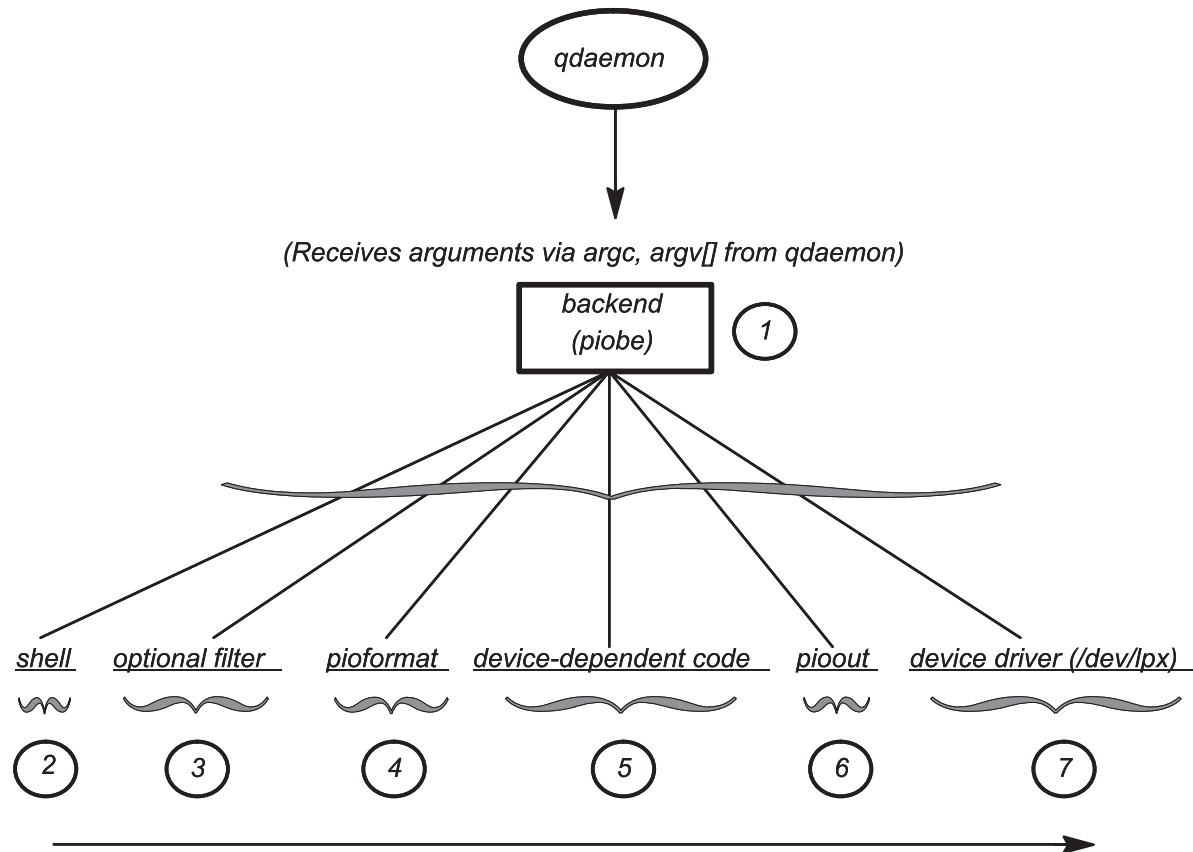 qdaemon
(Receives arguments via argc, argv[] from qdaemon)
backend
(piobe)
1
shell optional filter pioformat device-dependent code pioout device driver (/dev/lpx)
2 3 4 5 6 7